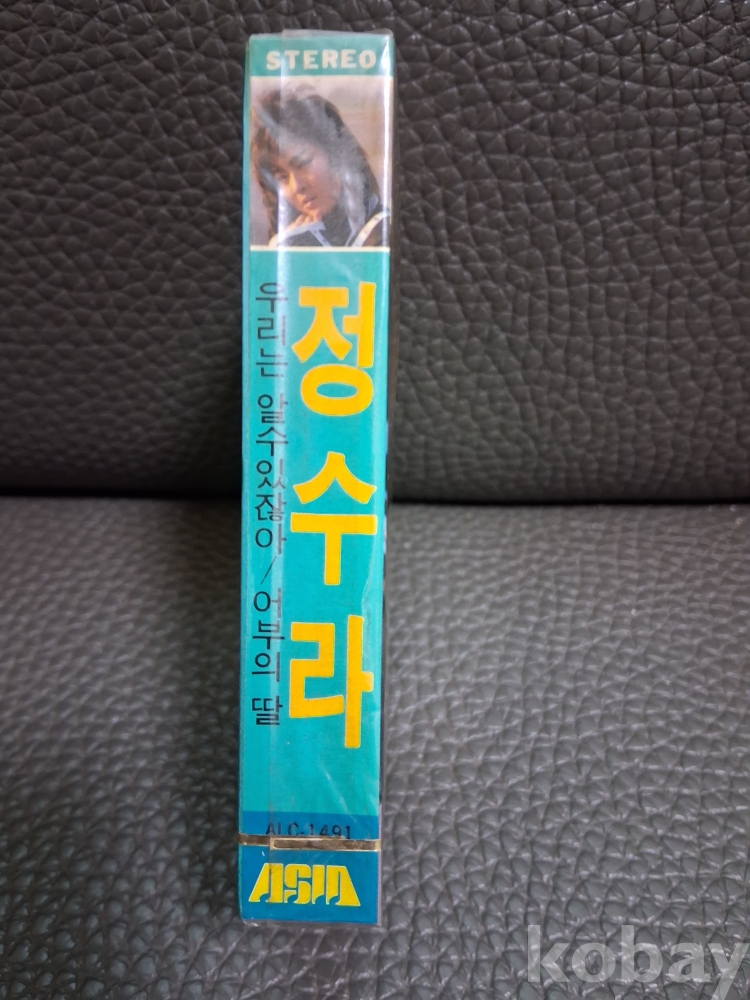 STEREO
정수라
우리는 알수있잖아 / 어부의 딸
ALC-1491
ASIA
kobay